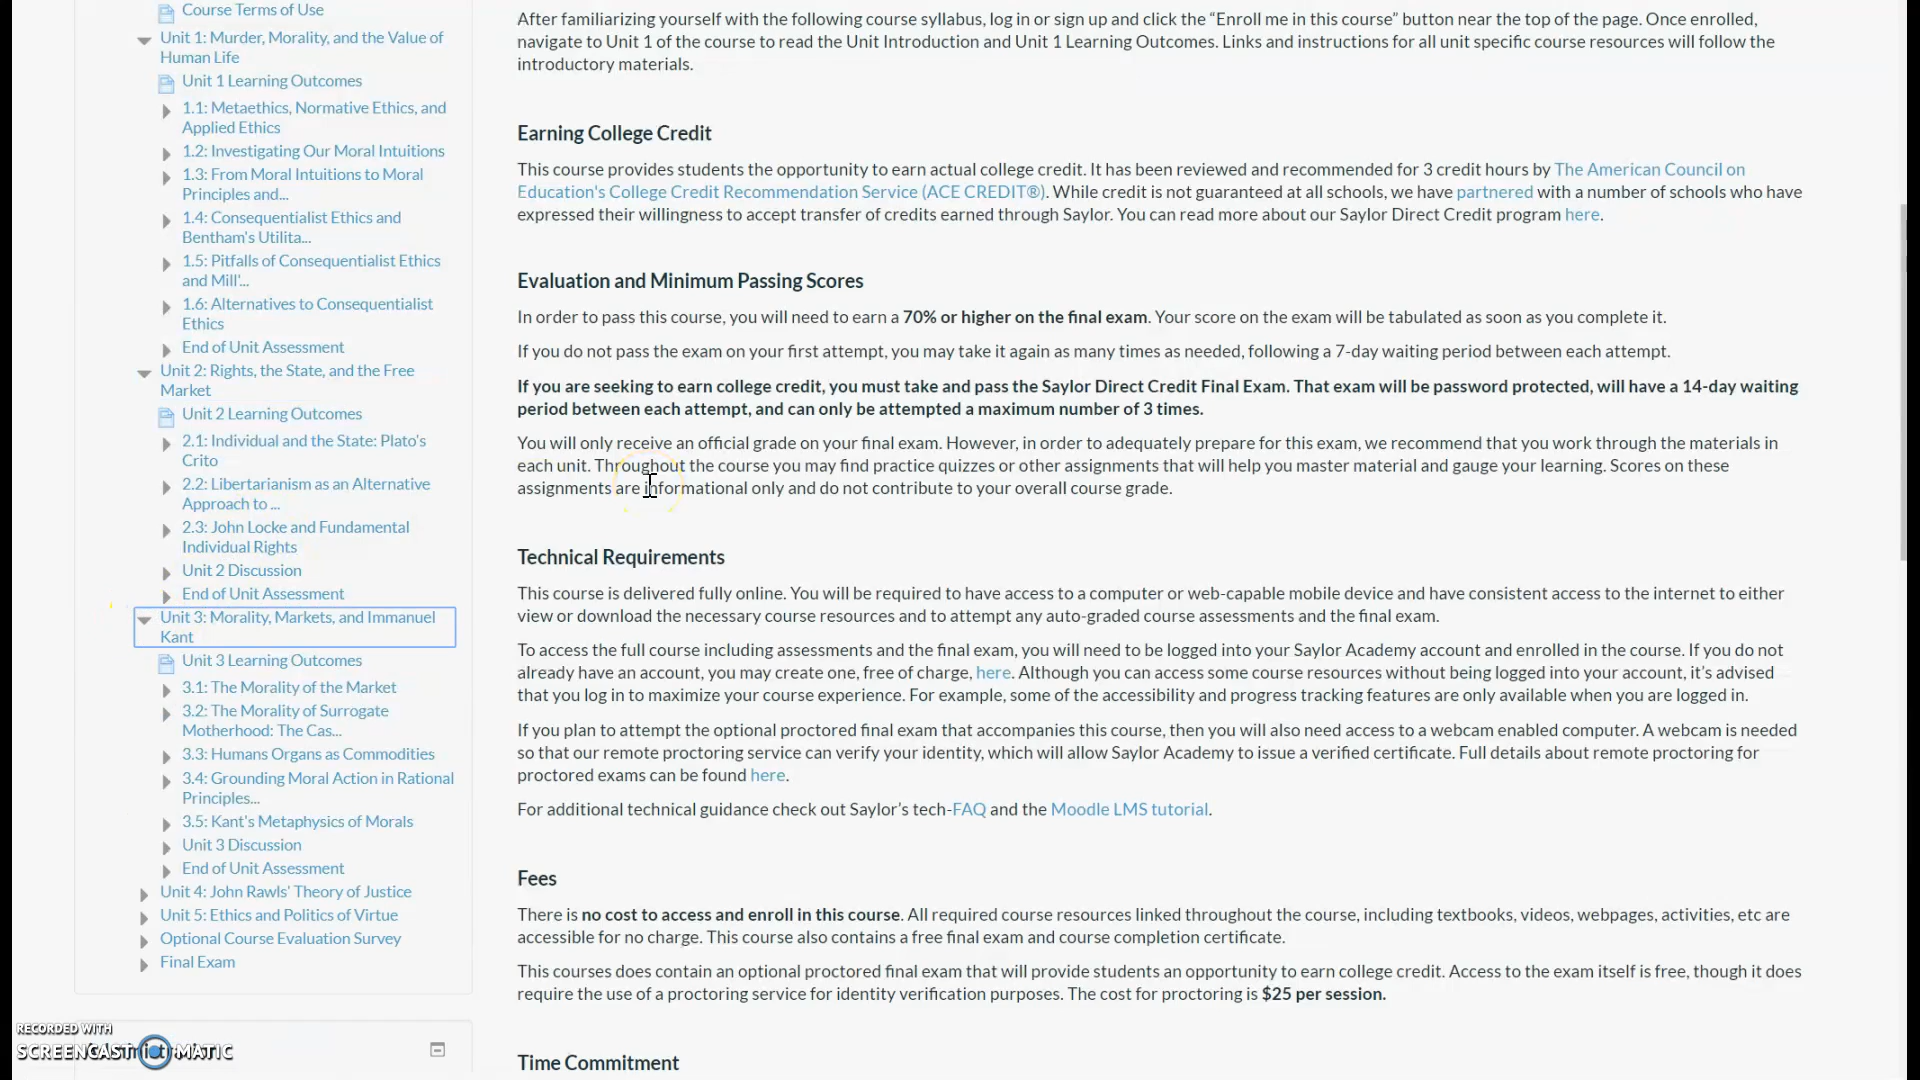 Course Terms of Use
Unit 1: Murder, Morality, and the Value of
Human Life
Unit 1 Learning Outcomes
1.1: Metaethics, Normative Ethics, and
Applied Ethics
1.2: Investigating Our Moral Intuitions
1.3: From Moral Intuitions to Moral
Principles and...
1.4: Consequentialist Ethics and
Bentham's Utilita...
1.5: Pitfalls of Consequentialist Ethics
and Mill'...
1.6: Alternatives to Consequentialist
Ethics
End of Unit Assessment
Unit 2: Rights, the State, and the Free
Market
Unit 2 Learning Outcomes
2.1: Individual and the State: Plato's
Crito
2.2: Libertarianism as an Alternative
Approach to ...
2.3: John Locke and Fundamental
Individual Rights
Unit 2 Discussion
End of Unit Assessment
Unit 3: Morality, Markets, and Immanuel
Kant
Unit 3 Learning Outcomes
3.1: The Morality of the Market
3.2: The Morality of Surrogate
Motherhood: The Cas...
3.3: Humans Organs as Commodities
3.4: Grounding Moral Action in Rational
Principles...
3.5: Kant's Metaphysics of Morals
Unit 3 Discussion
End of Unit Assessment
Unit 4: John Rawls' Theory of Justice
Unit 5: Ethics and Politics of Virtue
Optional Course Evaluation Survey
Final Exam
RECORDED WITH
SCREENCAST MATIC
After familiarizing yourself with the following course syllabus, log in or sign up and click the “Enroll me in this course” button near the top of the page. Once enrolled,
navigate to Unit 1 of the course to read the Unit Introduction and Unit 1 Learning Outcomes. Links and instructions for all unit specific course resources will follow the
introductory materials.
Earning College Credit
This course provides students the opportunity to earn actual college credit. It has been reviewed and recommended for 3 credit hours by The American Council on
Education's College Credit Recommendation Service (ACE CREDIT®). While credit is not guaranteed at all schools, we have partnered with a number of schools who have
expressed their willingness to accept transfer of credits earned through Saylor. You can read more about our Saylor Direct Credit program here.
Evaluation and Minimum Passing Scores
In order to pass this course, you will need to earn a 70% or higher on the final exam. Your score on the exam will be tabulated as soon as you complete it.
If you do not pass the exam on your first attempt, you may take it again as many times as needed, following a 7-day waiting period between each attempt.
If you are seeking to earn college credit, you must take and pass the Saylor Direct Credit Final Exam. That exam will be password protected, will have a 14-day waiting
period between each attempt, and can only be attempted a maximum number of 3 times.
You will only receive an official grade on your final exam. However, in order to adequately prepare for this exam, we recommend that you work through the materials in
each unit. Throughout the course you may find practice quizzes or other assignments that will help you master material and gauge your learning. Scores on these
assignments are informational only and do not contribute to your overall course grade.
Technical Requirements
This course is delivered fully online. You will be required to have access to a computer or web-capable mobile device and have consistent access to the internet to either
view or download the necessary course resources and to attempt any auto-graded course assessments and the final exam.
To access the full course including assessments and the final exam, you will need to be logged into your Saylor Academy account and enrolled in the course. If you do not
already have an account, you may create one, free of charge, here. Although you can access some course resources without being logged into your account, it’s advised
that you log in to maximize your course experience. For example, some of the accessibility and progress tracking features are only available when you are logged in.
If you plan to attempt the optional proctored final exam that accompanies this course, then you will also need access to a webcam enabled computer. A webcam is needed
so that our remote proctoring service can verify your identity, which will allow Saylor Academy to issue a verified certificate. Full details about remote proctoring for
proctored exams can be found here.
For additional technical guidance check out Saylor’s tech-FAQ and the Moodle LMS tutorial.
Fees
There is no cost to access and enroll in this course. All required course resources linked throughout the course, including textbooks, videos, webpages, activities, etc are
accessible for no charge. This course also contains a free final exam and course completion certificate.
This courses does contain an optional proctored final exam that will provide students an opportunity to earn college credit. Access to the exam itself is free, though it does
require the use of a proctoring service for identity verification purposes. The cost for proctoring is $25 per session.
Time Commitment